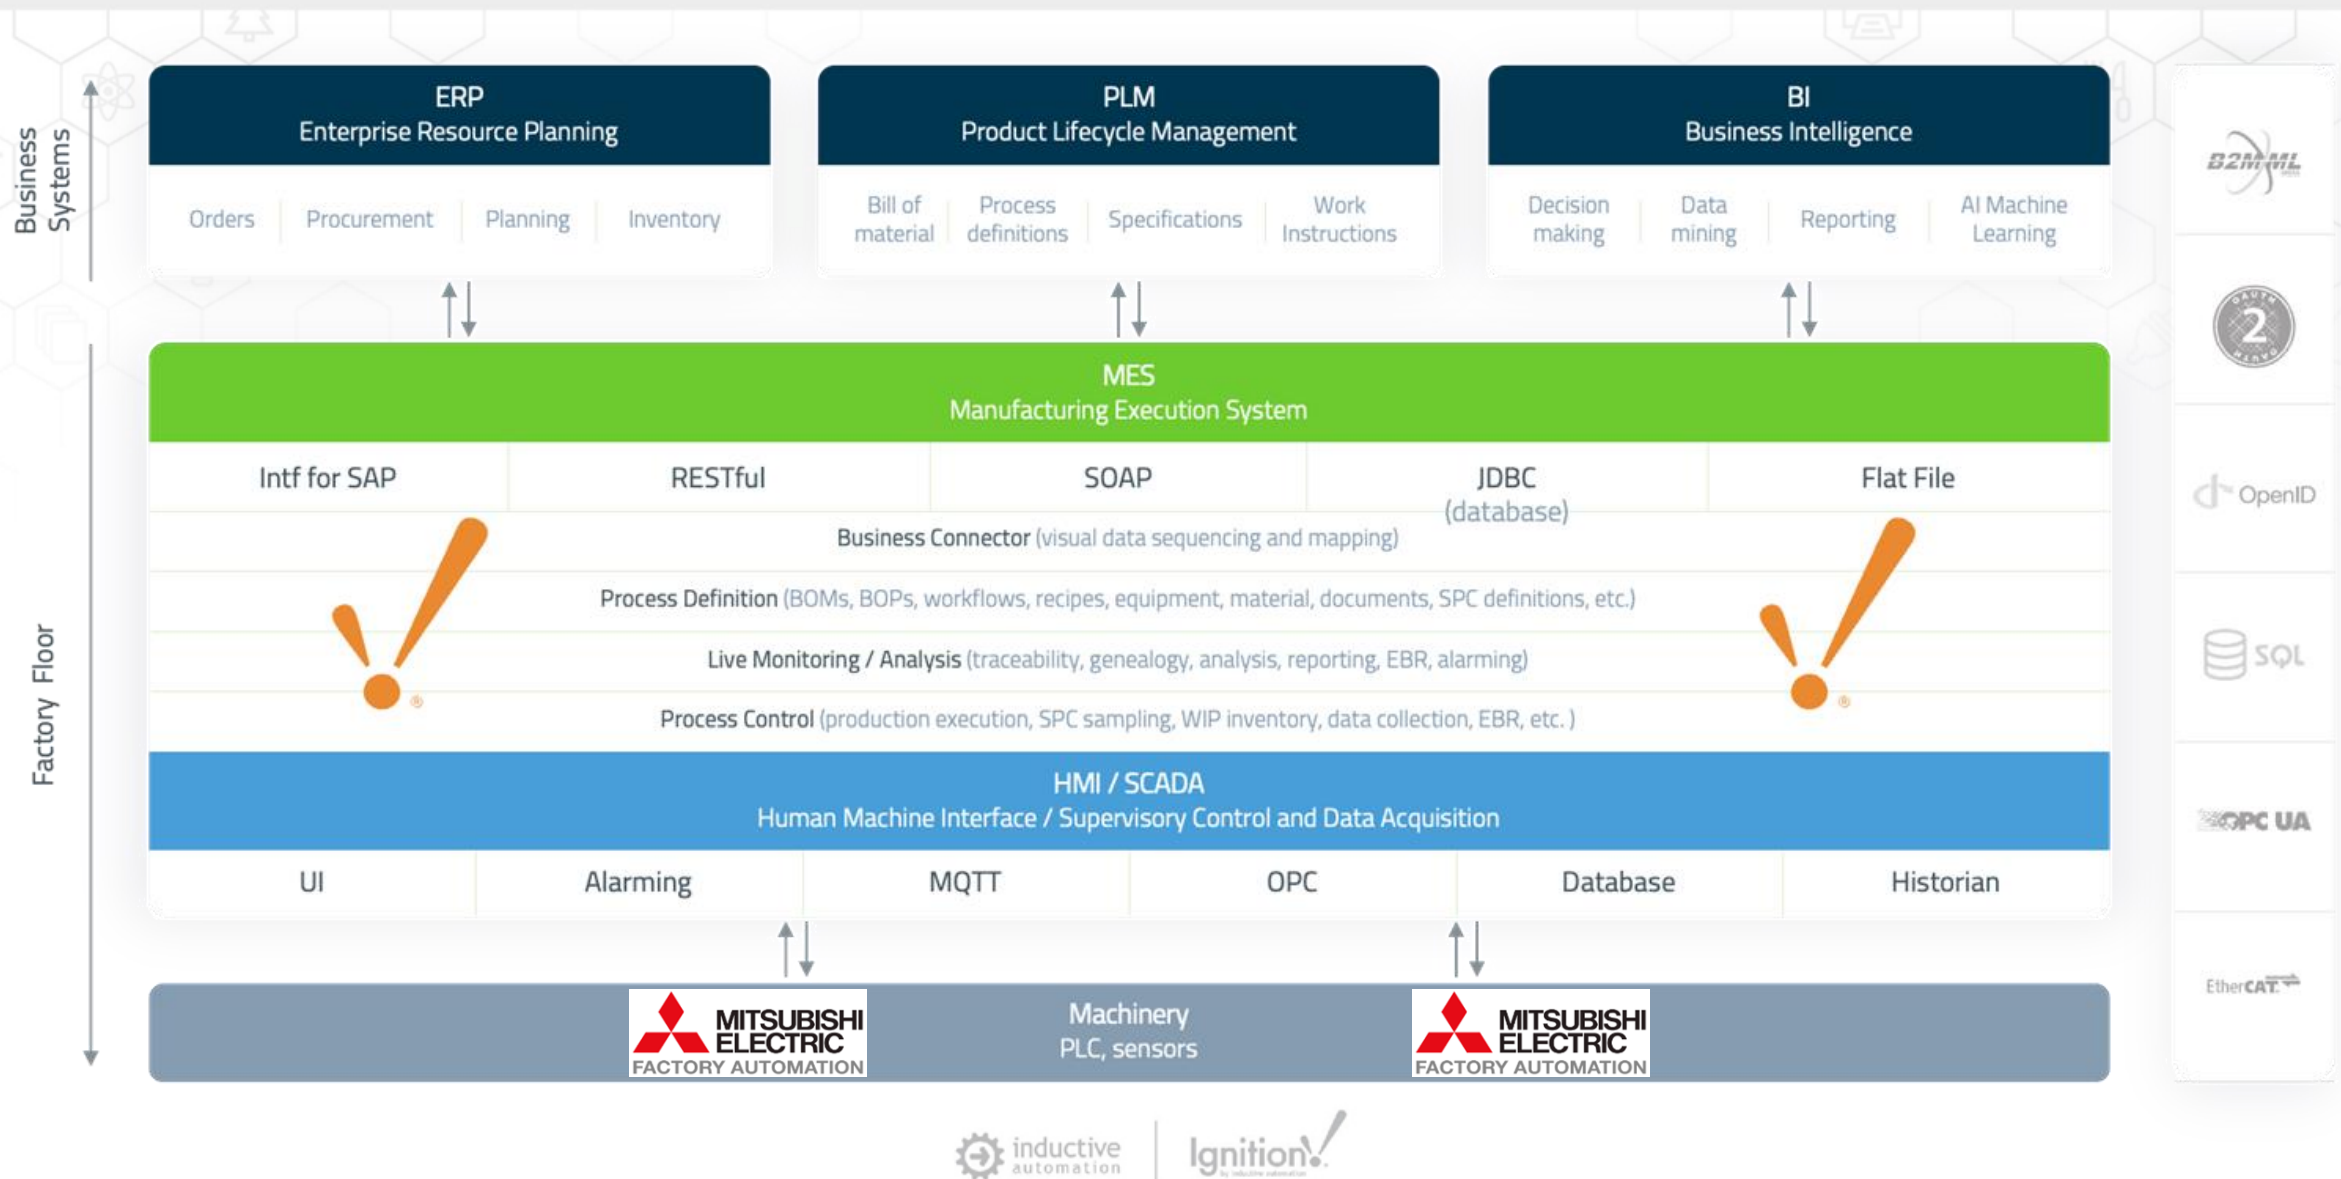 Business
Systems
ERP
Enterprise Resource Planning
Orders
Procurement
Planning
Inventory
PLM
Product Lifecycle Management
Bill of
material
Process
definitions
Specifications
Work
Instructions
BI
Business Intelligence
Decision
making
Data
mining
Reporting
AI Machine
Learning
Factory Floor
MES
Manufacturing Execution System
Intf for SAP
RESTful
SOAP
JDBC
(database)
Flat File
Business Connector (visual data sequencing and mapping)
Process Definition (BOMs, BOPs, workflows, recipes, equipment, material, documents, SPC definitions, etc.)
Live Monitoring / Analysis (traceability, genealogy, analysis, reporting, EBR, alarming)
Process Control (production execution, SPC sampling, WIP inventory, data collection, EBR, etc. )
®
®
HMI / SCADA
Human Machine Interface / Supervisory Control and Data Acquisition
UI
Alarming
MQTT
OPC
Database
Historian
MITSUBISHI
ELECTRIC
FACTORY AUTOMATION
Machinery
PLC, sensors
MITSUBISHI
ELECTRIC
FACTORY AUTOMATION
B2MML
OAUTH
2
OAUTH
OpenID
SQL
OPC UA
EtherCAT
inductive
automation
Ignition!
by inductive automation